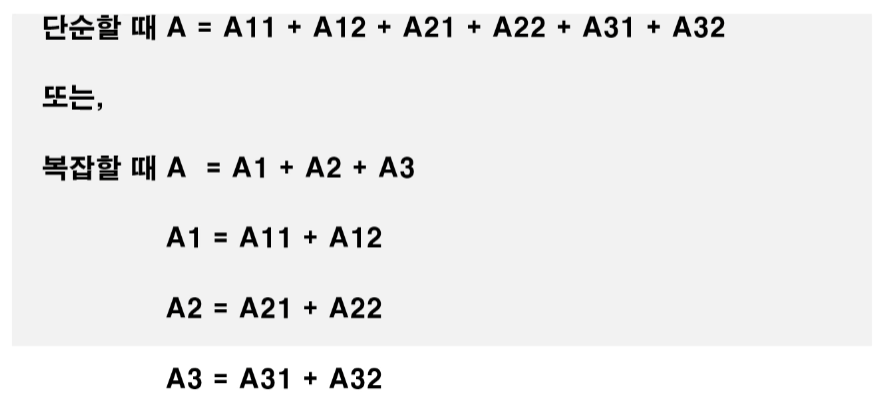 단순할 때 A = A11 + A12 + A21 + A22 + A31 + A32
또는,
복잡할 때 A = A1 + A2 + A3
A1 = A11 + A12
A2 = A21 + A22
A3 = A31 + A32